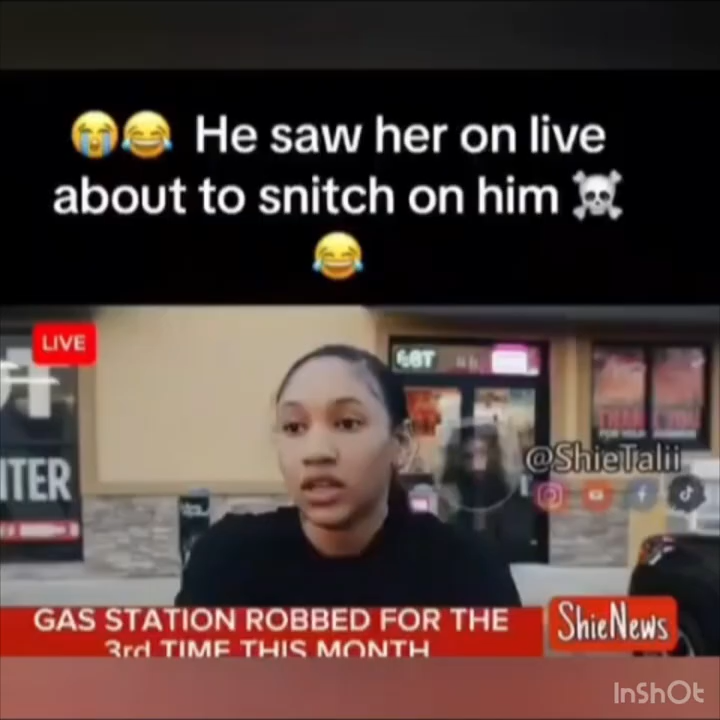 😭😂 He saw her on live
about to snitch on him ☠️
😂
LIVE
@ShieTalii
NTER
GAS STATION ROBBED FOR THE
3rd TIME THIS MONTH
ShieNews
InShOt